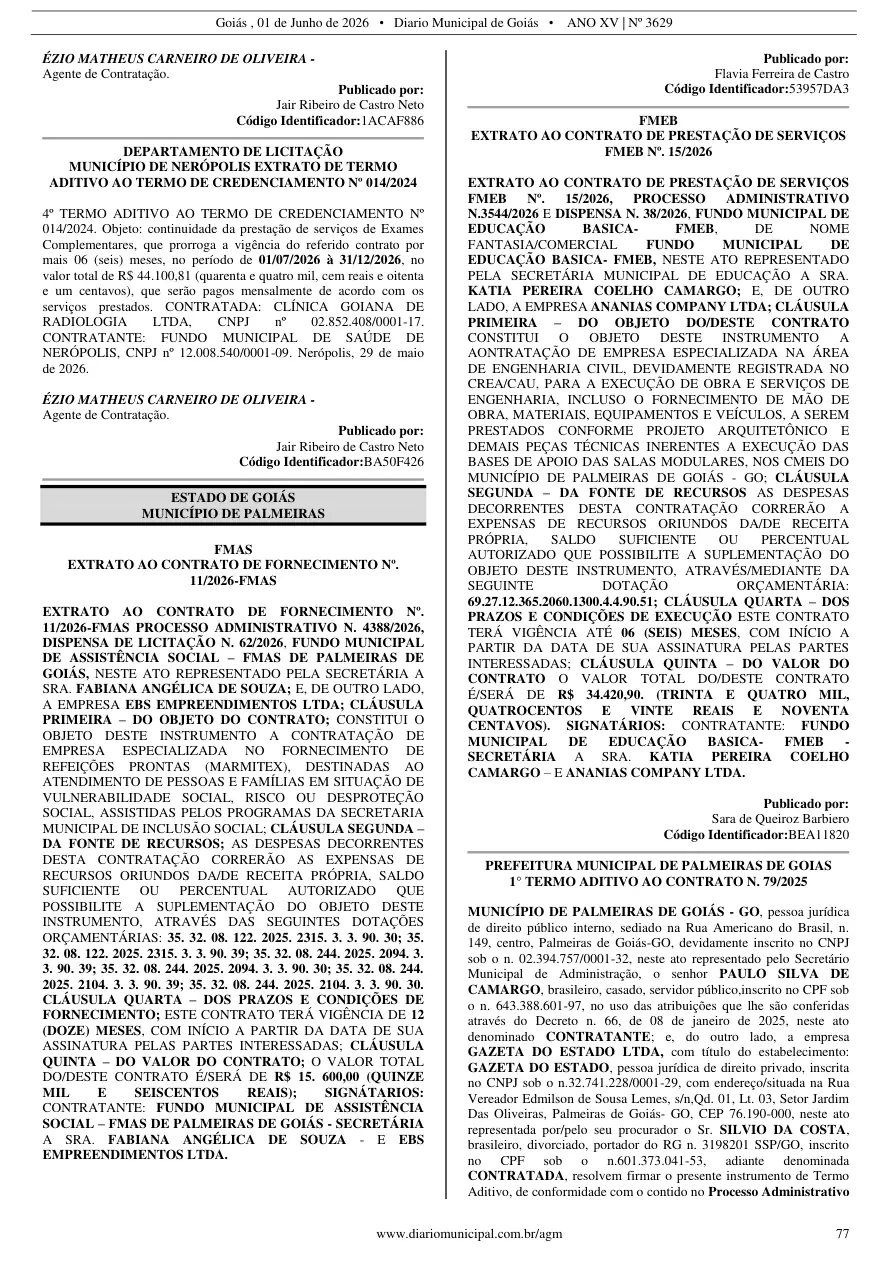 Goiás , 01 de Junho de 2026 • Diario Municipal de Goiás • ANO XV | Nº 3629
ÉZIO MATHEUS CARNEIRO DE OLIVEIRA -
Agente de Contratação.
Publicado por:
Jair Ribeiro de Castro Neto
Código Identificador:1ACAF886
DEPARTAMENTO DE LICITAÇÃO
MUNICÍPIO DE NERÓPOLIS EXTRATO DE TERMO
ADITIVO AO TERMO DE CREDENCIAMENTO Nº 014/2024
4º TERMO ADITIVO AO TERMO DE CREDENCIAMENTO Nº
014/2024. Objeto: continuidade da prestação de serviços de Exames
Complementares, que prorroga a vigência do referido contrato por
mais 06 (seis) meses, no período de 01/07/2026 à 31/12/2026, no
valor total de R$ 44.100,81 (quarenta e quatro mil, cem reais e oitenta
e um centavos), que serão pagos mensalmente de acordo com os
serviços prestados. CONTRATADA: CLÍNICA GOIANA DE
RADIOLOGIA LTDA, CNPJ nº 02.852.408/0001-17.
CONTRATANTE: FUNDO MUNICIPAL DE SAÚDE DE
NERÓPOLIS, CNPJ nº 12.008.540/0001-09. Nerópolis, 29 de maio
de 2026.
ÉZIO MATHEUS CARNEIRO DE OLIVEIRA -
Agente de Contratação.
Publicado por:
Jair Ribeiro de Castro Neto
Código Identificador:BA50F426
ESTADO DE GOIÁS
MUNICÍPIO DE PALMEIRAS
FMAS
EXTRATO AO CONTRATO DE FORNECIMENTO Nº.
11/2026-FMAS
EXTRATO AO CONTRATO DE FORNECIMENTO Nº.
11/2026-FMAS PROCESSO ADMINISTRATIVO N. 4388/2026,
DISPENSA DE LICITAÇÃO N. 62/2026, FUNDO MUNICIPAL
DE ASSISTÊNCIA SOCIAL – FMAS DE PALMEIRAS DE
GOIÁS, NESTE ATO REPRESENTADO PELA SECRETÁRIA A
SRA. FABIANA ANGÉLICA DE SOUZA; E, DE OUTRO LADO,
A EMPRESA EBS EMPREENDIMENTOS LTDA; CLÁUSULA
PRIMEIRA – DO OBJETO DO CONTRATO; CONSTITUI O
OBJETO DESTE INSTRUMENTO A CONTRATAÇÃO DE
EMPRESA ESPECIALIZADA NO FORNECIMENTO DE
REFEIÇÕES PRONTAS (MARMITEX), DESTINADAS AO
ATENDIMENTO DE PESSOAS E FAMÍLIAS EM SITUAÇÃO DE
VULNERABILIDADE SOCIAL, RISCO OU DESPROTEÇÃO
SOCIAL, ASSISTIDAS PELOS PROGRAMAS DA SECRETARIA
MUNICIPAL DE INCLUSÃO SOCIAL; CLÁUSULA SEGUNDA –
DA FONTE DE RECURSOS; AS DESPESAS DECORRENTES
DESTA CONTRATAÇÃO CORRERÃO AS EXPENSAS DE
RECURSOS ORIUNDOS DA/DE RECEITA PRÓPRIA, SALDO
SUFICIENTE OU PERCENTUAL AUTORIZADO QUE
POSSIBILITE A SUPLEMENTAÇÃO DO OBJETO DESTE
INSTRUMENTO, ATRAVÉS DAS SEGUINTES DOTAÇÕES
ORÇAMENTÁRIAS: 35. 32. 08. 122. 2025. 2315. 3. 3. 90. 30; 35.
32. 08. 122. 2025. 2315. 3. 3. 90. 39; 35. 32. 08. 244. 2025. 2094. 3.
3. 90. 39; 35. 32. 08. 244. 2025. 2094. 3. 3. 90. 30; 35. 32. 08. 244.
2025. 2104. 3. 3. 90. 39; 35. 32. 08. 244. 2025. 2104. 3. 3. 90. 30.
CLÁUSULA QUARTA – DOS PRAZOS E CONDIÇÕES DE
FORNECIMENTO; ESTE CONTRATO TERÁ VIGÊNCIA DE 12
(DOZE) MESES, COM INÍCIO A PARTIR DA DATA DE SUA
ASSINATURA PELAS PARTES INTERESSADAS; CLÁUSULA
QUINTA – DO VALOR DO CONTRATO; O VALOR TOTAL
DO/DESTE CONTRATO É/SERÁ DE R$ 15. 600,00 (QUINZE
MIL E SEISCENTOS REAIS); SIGNÁTARIOS:
CONTRATANTE: FUNDO MUNICIPAL DE ASSISTÊNCIA
SOCIAL – FMAS DE PALMEIRAS DE GOIÁS - SECRETÁRIA
A SRA. FABIANA ANGÉLICA DE SOUZA - E EBS
EMPREENDIMENTOS LTDA.
Publicado por:
Flavia Ferreira de Castro
Código Identificador:53957DA3
FMEB
EXTRATO AO CONTRATO DE PRESTAÇÃO DE SERVIÇOS
FMEB Nº. 15/2026
EXTRATO AO CONTRATO DE PRESTAÇÃO DE SERVIÇOS
FMEB Nº. 15/2026, PROCESSO ADMINISTRATIVO
N.3544/2026 E DISPENSA N. 38/2026, FUNDO MUNICIPAL DE
EDUCAÇÃO BASICA- FMEB, DE NOME
FANTASIA/COMERCIAL FUNDO MUNICIPAL DE
EDUCAÇÃO BASICA- FMEB, NESTE ATO REPRESENTADO
PELA SECRETÁRIA MUNICIPAL DE EDUCAÇÃO A SRA.
KATIA PEREIRA COELHO CAMARGO; E, DE OUTRO
LADO, A EMPRESA ANANIAS COMPANY LTDA; CLÁUSULA
PRIMEIRA – DO OBJETO DO/DESTE CONTRATO
CONSTITUI O OBJETO DESTE INSTRUMENTO A
AONTRATAÇÃO DE EMPRESA ESPECIALIZADA NA ÁREA
DE ENGENHARIA CIVIL, DEVIDAMENTE REGISTRADA NO
CREA/CAU, PARA A EXECUÇÃO DE OBRA E SERVIÇOS DE
ENGENHARIA, INCLUSO O FORNECIMENTO DE MÃO DE
OBRA, MATERIAIS, EQUIPAMENTOS E VEÍCULOS, A SEREM
PRESTADOS CONFORME PROJETO ARQUITETÔNICO E
DEMAIS PEÇAS TÉCNICAS INERENTES A EXECUÇÃO DAS
BASES DE APOIO DAS SALAS MODULARES, NOS CMEIS DO
MUNICÍPIO DE PALMEIRAS DE GOIÁS - GO; CLÁUSULA
SEGUNDA – DA FONTE DE RECURSOS AS DESPESAS
DECORRENTES DESTA CONTRATAÇÃO CORRERÃO A
EXPENSAS DE RECURSOS ORIUNDOS DA/DE RECEITA
PRÓPRIA, SALDO SUFICIENTE OU PERCENTUAL
AUTORIZADO QUE POSSIBILITE A SUPLEMENTAÇÃO DO
OBJETO DESTE INSTRUMENTO, ATRAVÉS/MEDIANTE DA
SEGUINTE DOTAÇÃO ORÇAMENTÁRIA:
69.27.12.365.2060.1300.4.4.90.51; CLÁUSULA QUARTA – DOS
PRAZOS E CONDIÇÕES DE EXECUÇÃO ESTE CONTRATO
TERÁ VIGÊNCIA ATÉ 06 (SEIS) MESES, COM INÍCIO A
PARTIR DA DATA DE SUA ASSINATURA PELAS PARTES
INTERESSADAS; CLÁUSULA QUINTA – DO VALOR DO
CONTRATO O VALOR TOTAL DO/DESTE CONTRATO
É/SERÁ DE R$ 34.420,90. (TRINTA E QUATRO MIL,
QUATROCENTOS E VINTE REAIS E NOVENTA
CENTAVOS). SIGNATÁRIOS: CONTRATANTE: FUNDO
MUNICIPAL DE EDUCAÇÃO BASICA- FMEB -
SECRETÁRIA A SRA. KATIA PEREIRA COELHO
CAMARGO – E ANANIAS COMPANY LTDA.
Publicado por:
Sara de Queiroz Barbiero
Código Identificador:BEA11820
PREFEITURA MUNICIPAL DE PALMEIRAS DE GOIAS
1° TERMO ADITIVO AO CONTRATO N. 79/2025
MUNICÍPIO DE PALMEIRAS DE GOIÁS - GO, pessoa jurídica
de direito público interno, sediado na Rua Americano do Brasil, n.
149, centro, Palmeiras de Goiás-GO, devidamente inscrito no CNPJ
sob o n. 02.394.757/0001-32, neste ato representado pelo Secretário
Municipal de Administração, o senhor PAULO SILVA DE
CAMARGO, brasileiro, casado, servidor público,inscrito no CPF sob
o n. 643.388.601-97, no uso das atribuições que lhe são conferidas
através do Decreto n. 66, de 08 de janeiro de 2025, neste ato
denominado CONTRATANTE; e, do outro lado, a empresa
GAZETA DO ESTADO LTDA, com título do estabelecimento:
GAZETA DO ESTADO, pessoa jurídica de direito privado, inscrita
no CNPJ sob o n.32.741.228/0001-29, com endereço/situada na Rua
Vereador Edmilson de Sousa Lemes, s/n,Qd. 01, Lt. 03, Setor Jardim
Das Oliveiras, Palmeiras de Goiás- GO, CEP 76.190-000, neste ato
representada por/pelo seu procurador o Sr. SILVIO DA COSTA,
brasileiro, divorciado, portador do RG n. 3198201 SSP/GO, inscrito
no CPF sob o n.601.373.041-53, adiante denominada
CONTRATADA, resolvem firmar o presente instrumento de Termo
Aditivo, de conformidade com o contido no Processo Administrativo
www.diariomunicipal.com.br/agm 77